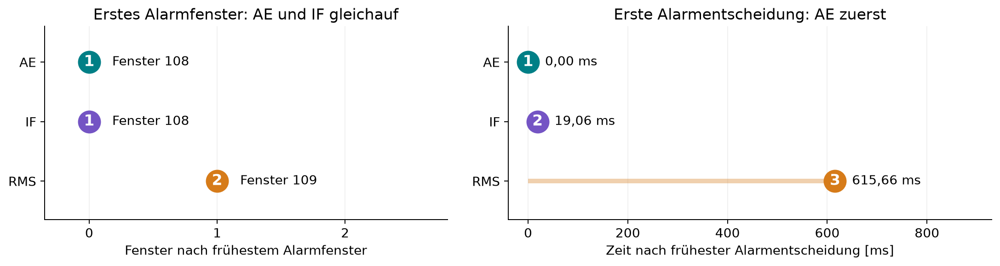 Erstes Alarmfenster: AE und IF gleichauf
AE
1
Fenster 108
IF
1
Fenster 108
RMS
2
Fenster 109
0
1
2
Fenster nach frühestem Alarmfenster
Erste Alarmentscheidung: AE zuerst
AE
1
0,00 ms
IF
2
19,06 ms
RMS
3
615,66 ms
0
200
400
600
800
Zeit nach frühester Alarmentscheidung [ms]